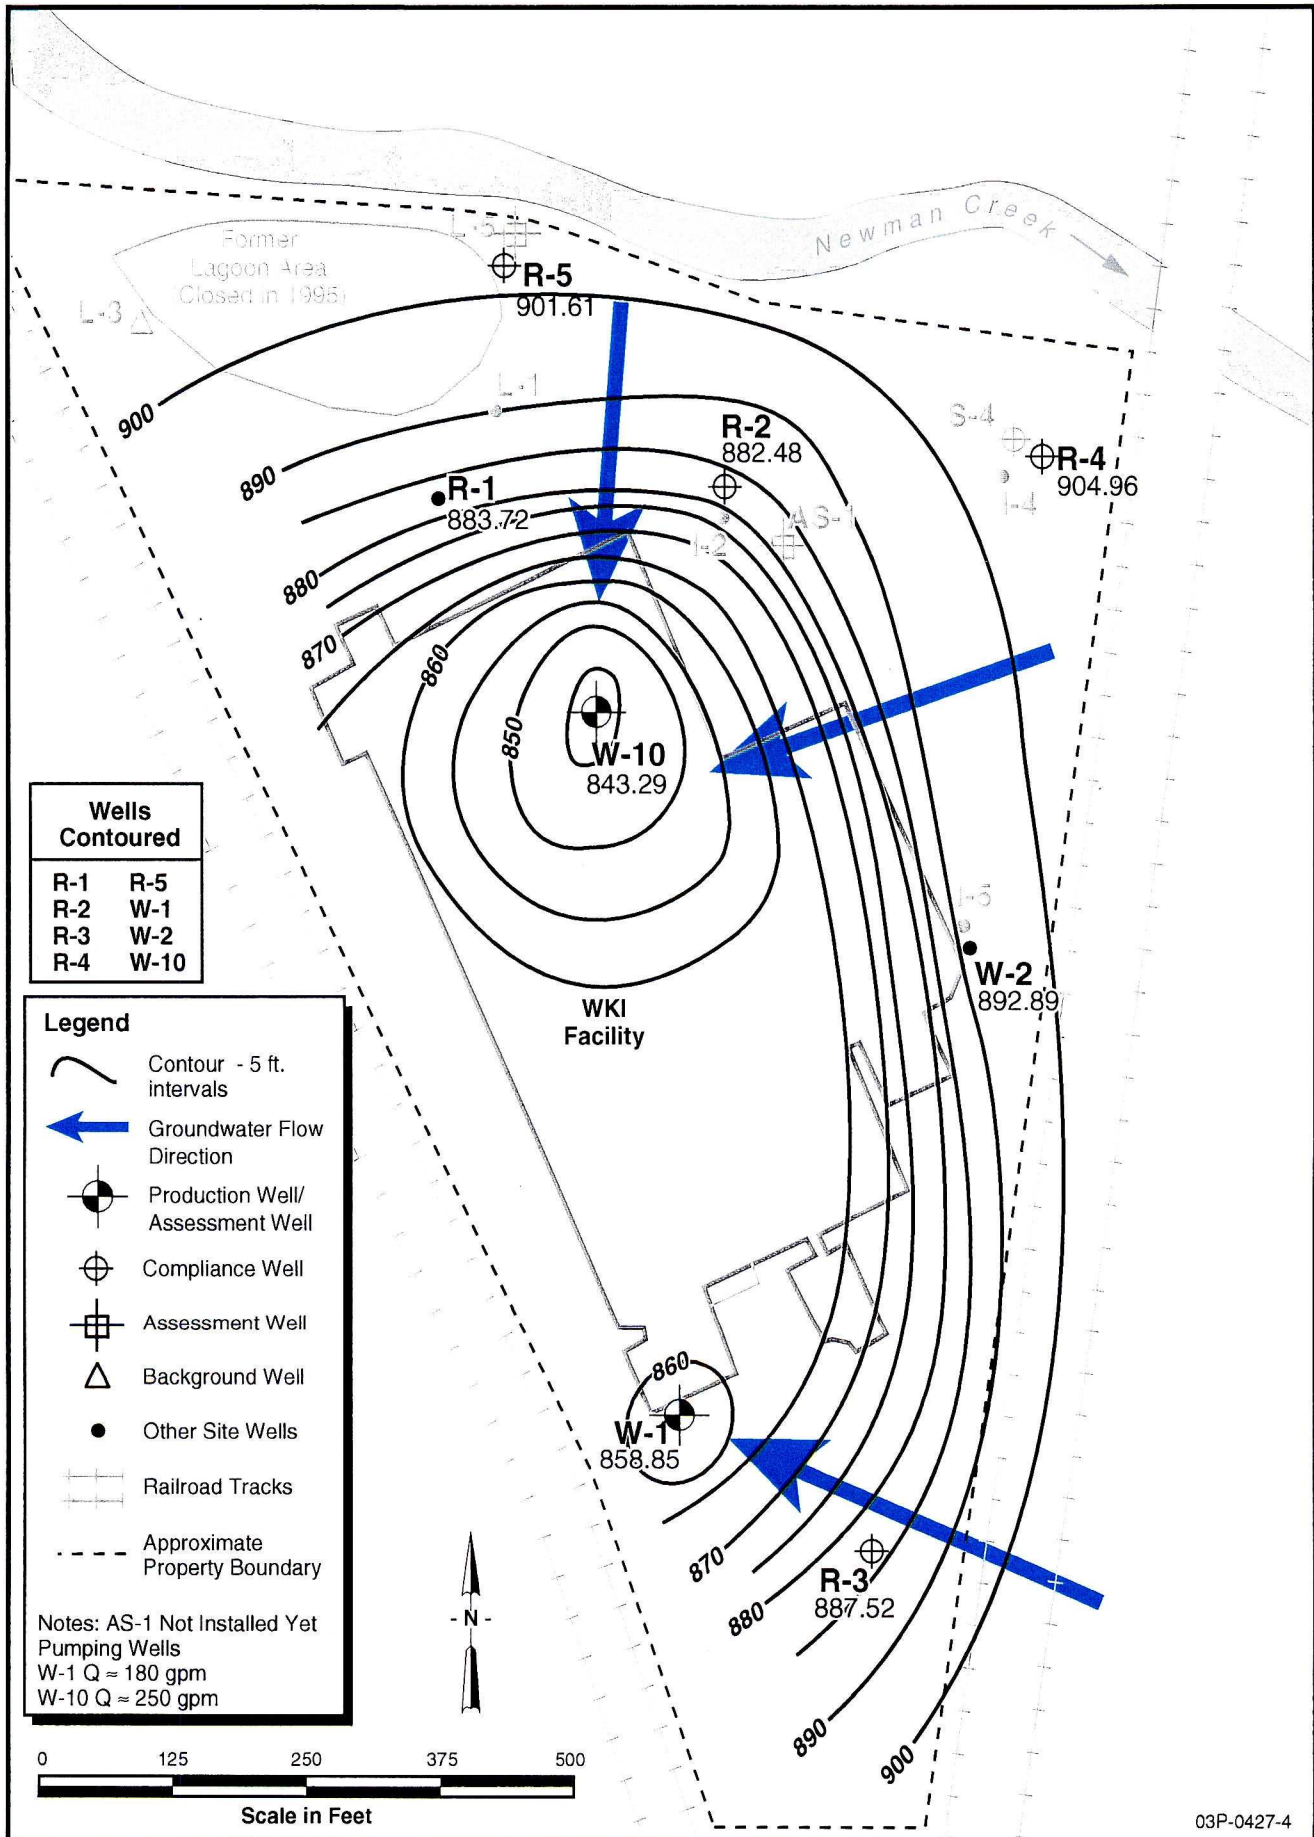 Newman Creek
Former
Lagoon Area
Closed in 1995)
L-5
R-5
901.61
L-3
900
L-1
890
R-2
882.48
S-4
R-4
904.96
I-4
R-1
883.72
AS-1
I-2
880
870
860
850
W-10
843.29
Wells
Contoured
R-1 R-5
R-2 W-1
R-3 W-2
R-4 W-10
I-5
W-2
892.89
WKI
Facility
Legend
Contour - 5 ft.
intervals
Groundwater Flow
Direction
Production Well/
Assessment Well
Compliance Well
Assessment Well
Background Well
Other Site Wells
Railroad Tracks
Approximate
Property Boundary
Notes: AS-1 Not Installed Yet
Pumping Wells
W-1 Q ≈ 180 gpm
W-10 Q ≈ 250 gpm
860
W-1
858.85
870
R-3
887.52
880
890
900
- N -
0 125 250 375 500
Scale in Feet
03P-0427-4